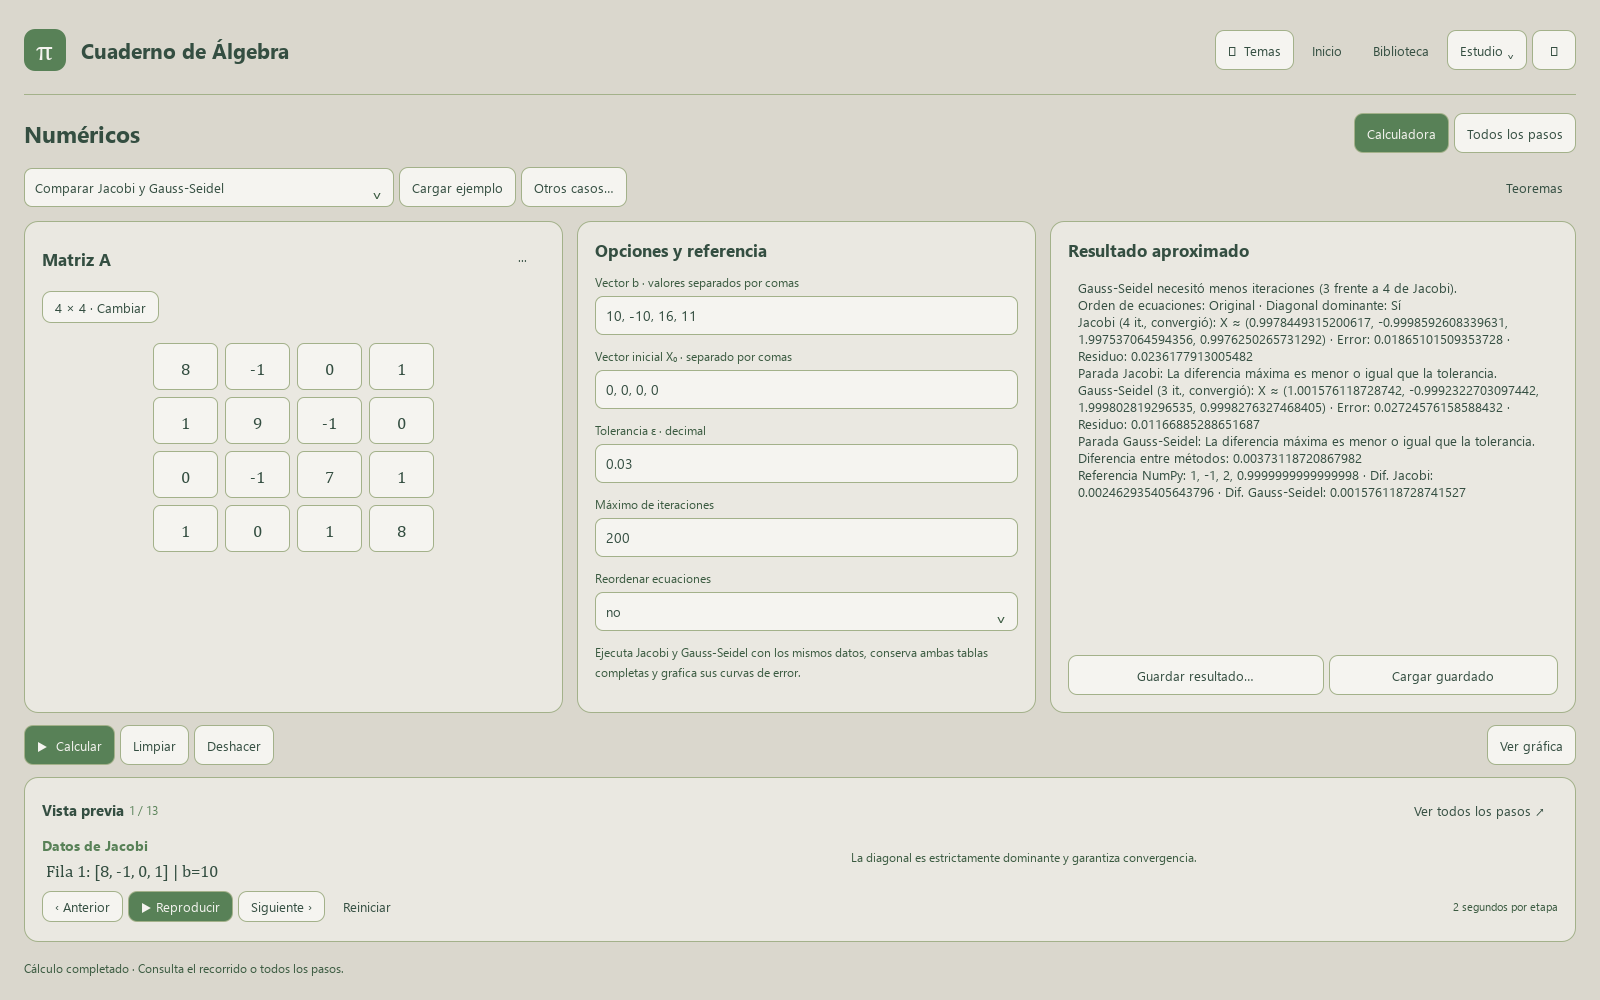 π Cuaderno de Álgebra
Temas Inicio Biblioteca Estudio
Numéricos
Calculadora Todos los pasos
Comparar Jacobi y Gauss-Seidel Cargar ejemplo Otros casos... Teoremas
Matriz A ...
4 × 4 · Cambiar
8 -1 0 1
1 9 -1 0
0 -1 7 1
1 0 1 8
Opciones y referencia
Vector b · valores separados por comas
10, -10, 16, 11
Vector inicial X₀ · separado por comas
0, 0, 0, 0
Tolerancia ε · decimal
0.03
Máximo de iteraciones
200
Reordenar ecuaciones
no
Ejecuta Jacobi y Gauss-Seidel con los mismos datos, conserva ambas tablas
completas y grafica sus curvas de error.
Resultado aproximado
Gauss-Seidel necesitó menos iteraciones (3 frente a 4 de Jacobi).
Orden de ecuaciones: Original · Diagonal dominante: Sí
Jacobi (4 it., convergió): X ≈ (0.9978449315200617, -0.9998592608339631,
1.997537064594356, 0.9976250265731292) · Error: 0.01865101509353728 ·
Residuo: 0.0236177913005482
Parada Jacobi: La diferencia máxima es menor o igual que la tolerancia.
Gauss-Seidel (3 it., convergió): X ≈ (1.001576118728742, -0.9992322703097442,
1.999802819296535, 0.9998276327468405) · Error: 0.02724576158588432 ·
Residuo: 0.01166885288651687
Parada Gauss-Seidel: La diferencia máxima es menor o igual que la tolerancia.
Diferencia entre métodos: 0.00373118720867982
Referencia NumPy: 1, -1, 2, 0.9999999999999998 · Dif. Jacobi:
0.002462935405643796 · Dif. Gauss-Seidel: 0.001576118728741527
Guardar resultado... Cargar guardado
▶ Calcular Limpiar Deshacer Ver gráfica
Vista previa 1 / 13 Ver todos los pasos ↗
Datos de Jacobi
Fila 1: [8, -1, 0, 1] | b=10
La diagonal es estrictamente dominante y garantiza convergencia.
‹ Anterior ▶ Reproducir Siguiente › Reiniciar 2 segundos por etapa
Cálculo completado · Consulta el recorrido o todos los pasos.